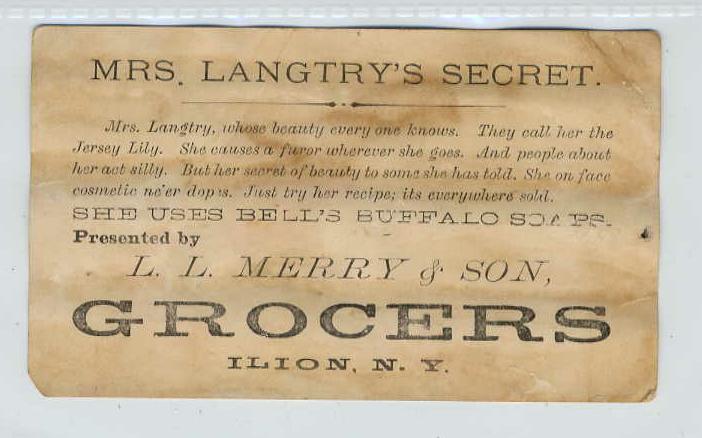 MRS. LANGTRY'S SECRET.
Mrs. Langtry, whose beauty every one knows. They call her the
Jersey Lily. She causes a furor wherever she goes. And people about
her act silly. But her secret of beauty to some she has told. She on face
cosmetic ne'er dop s. Just try her recipe; its everywhere sold.
SHE USES BELL'S BUFFALO SOAPS.
Presented by
L. L. MERRY & SON,
GROCERS
ILION, N. Y.